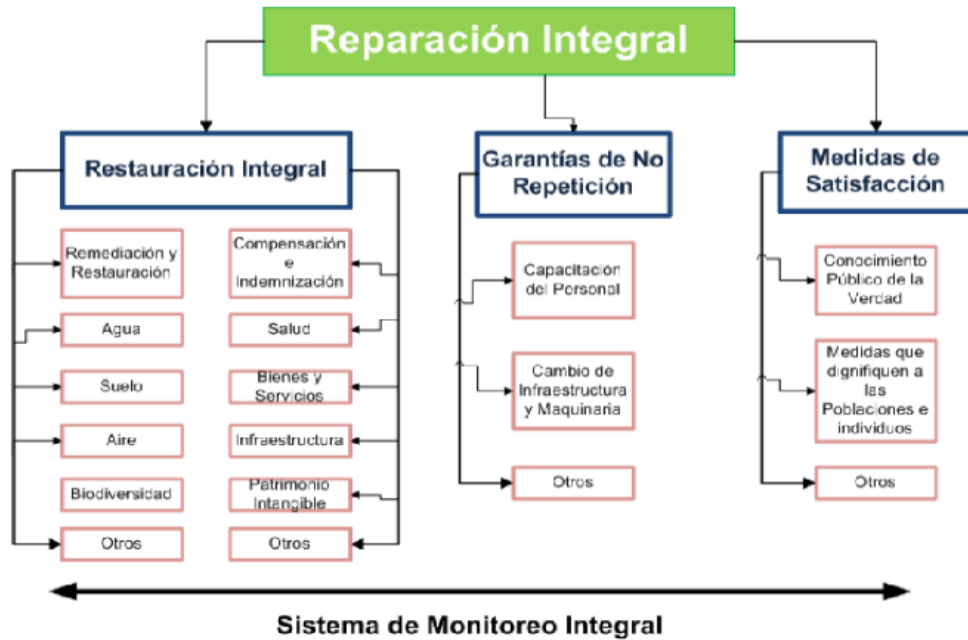 Reparación Integral
Restauración Integral
Garantías de No
Repetición
Medidas de
Satisfacción
Remediación y
Restauración
Agua
Suelo
Aire
Biodiversidad
Otros
Compensación
e
Indemnización
Salud
Bienes y
Servicios
Infraestructura
Patrimonio
Intangible
Otros
Capacitación
del Personal
Cambio de
Infraestructura
y Maquinaria
Otros
Conocimiento
Público de la
Verdad
Medidas que
dignifiquen a
las
Poblaciones e
individuos
Otros
Sistema de Monitoreo Integral